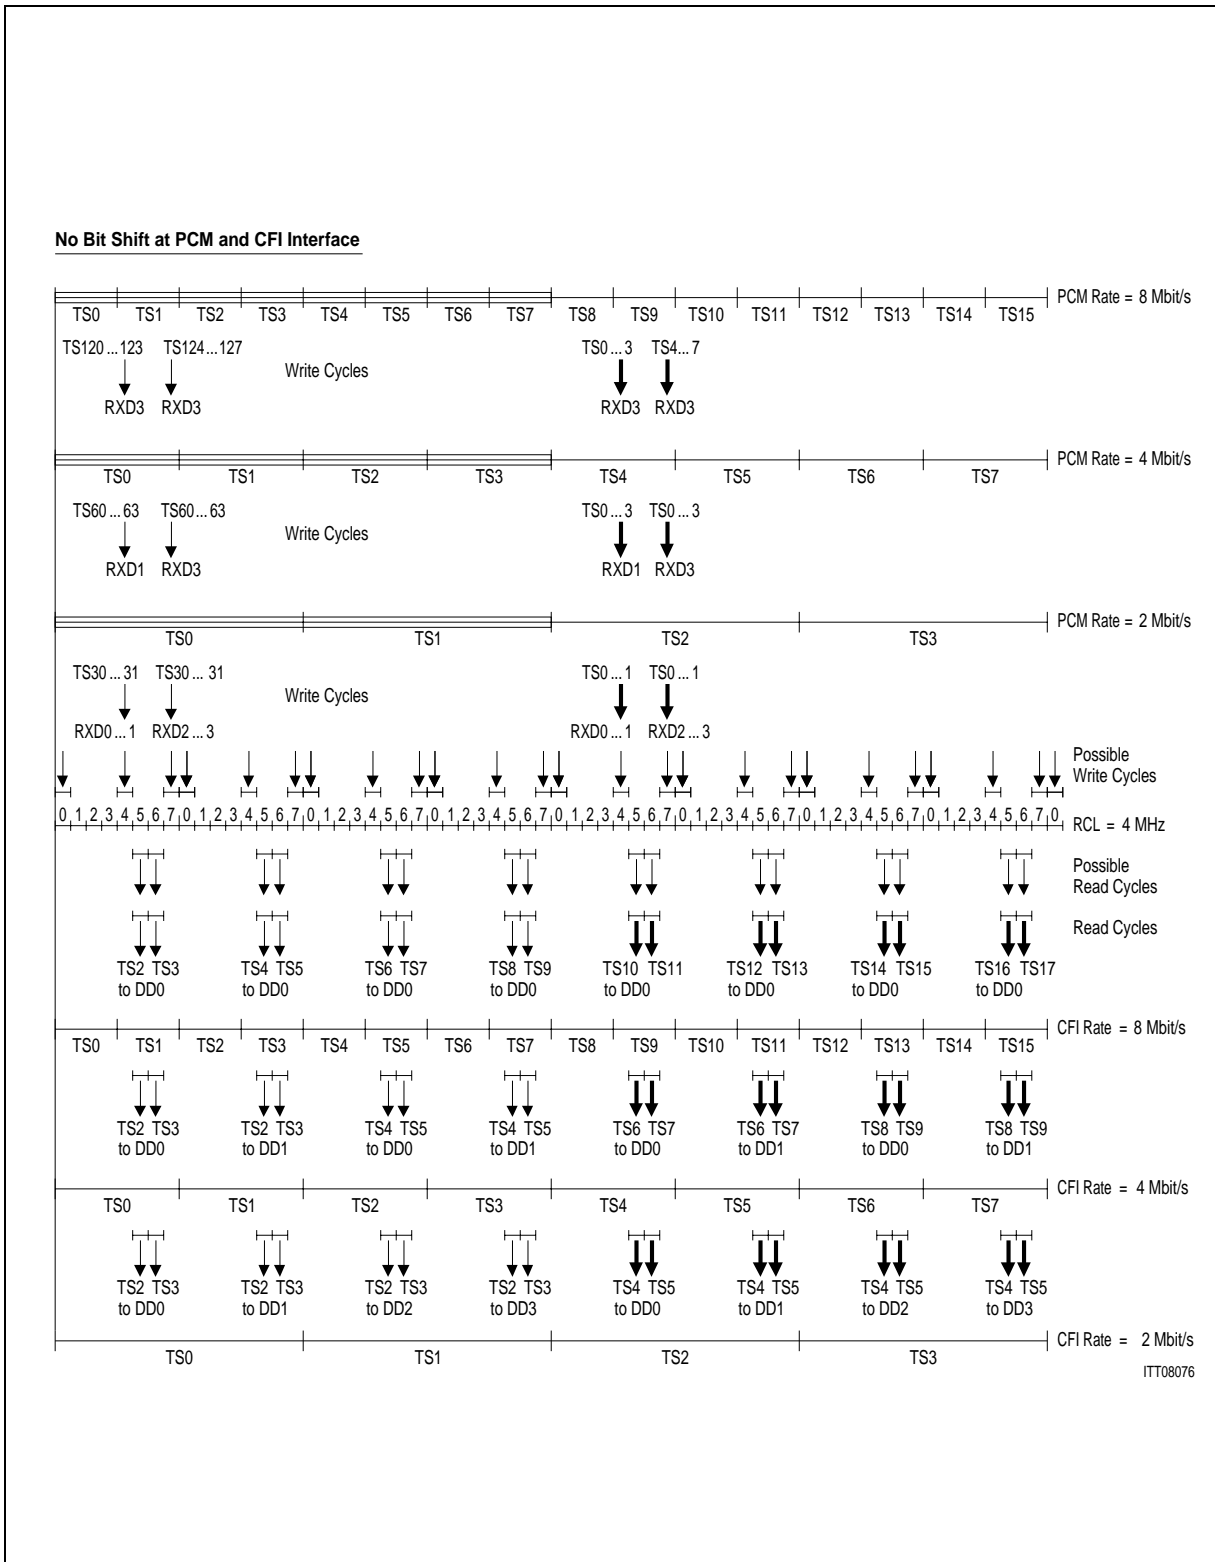 No Bit Shift at PCM and CFI Interface
PCM Rate = 8 Mbit/s
TS0 TS1 TS2 TS3 TS4 TS5 TS6 TS7 TS8 TS9 TS10 TS11 TS12 TS13 TS14 TS15
TS120 ... 123 TS124 ... 127 TS0 ... 3 TS4 ... 7
Write Cycles
RXD3 RXD3 RXD3 RXD3
PCM Rate = 4 Mbit/s
TS0 TS1 TS2 TS3 TS4 TS5 TS6 TS7
TS60 ... 63 TS60 ... 63 TS0 ... 3 TS0 ... 3
Write Cycles
RXD1 RXD3 RXD1 RXD3
PCM Rate = 2 Mbit/s
TS0 TS1 TS2 TS3
TS30 ... 31 TS30 ... 31 TS0 ... 1 TS0 ... 1
Write Cycles
RXD0 ... 1 RXD2 ... 3 RXD0 ... 1 RXD2 ... 3
Possible
Write Cycles
0 1 2 3 4 5 6 7 0 1 2 3 4 5 6 7 0 1 2 3 4 5 6 7 0 1 2 3 4 5 6 7 0 1 2 3 4 5 6 7 0 1 2 3 4 5 6 7 0 1 2 3 4 5 6 7 0 1 2 3 4 5 6 7 0
RCL = 4 MHz
Possible
Read Cycles
Read Cycles
TS2 TS3 TS4 TS5 TS6 TS7 TS8 TS9 TS10 TS11 TS12 TS13 TS14 TS15 TS16 TS17
to DD0 to DD0 to DD0 to DD0 to DD0 to DD0 to DD0 to DD0
CFI Rate = 8 Mbit/s
TS0 TS1 TS2 TS3 TS4 TS5 TS6 TS7 TS8 TS9 TS10 TS11 TS12 TS13 TS14 TS15
TS2 TS3 TS2 TS3 TS4 TS5 TS4 TS5 TS6 TS7 TS6 TS7 TS8 TS9 TS8 TS9
to DD0 to DD1 to DD0 to DD1 to DD0 to DD1 to DD0 to DD1
CFI Rate = 4 Mbit/s
TS0 TS1 TS2 TS3 TS4 TS5 TS6 TS7
TS2 TS3 TS2 TS3 TS2 TS3 TS2 TS3 TS4 TS5 TS4 TS5 TS4 TS5 TS4 TS5
to DD0 to DD1 to DD2 to DD3 to DD0 to DD1 to DD2 to DD3
CFI Rate = 2 Mbit/s
TS0 TS1 TS2 TS3
ITT08076